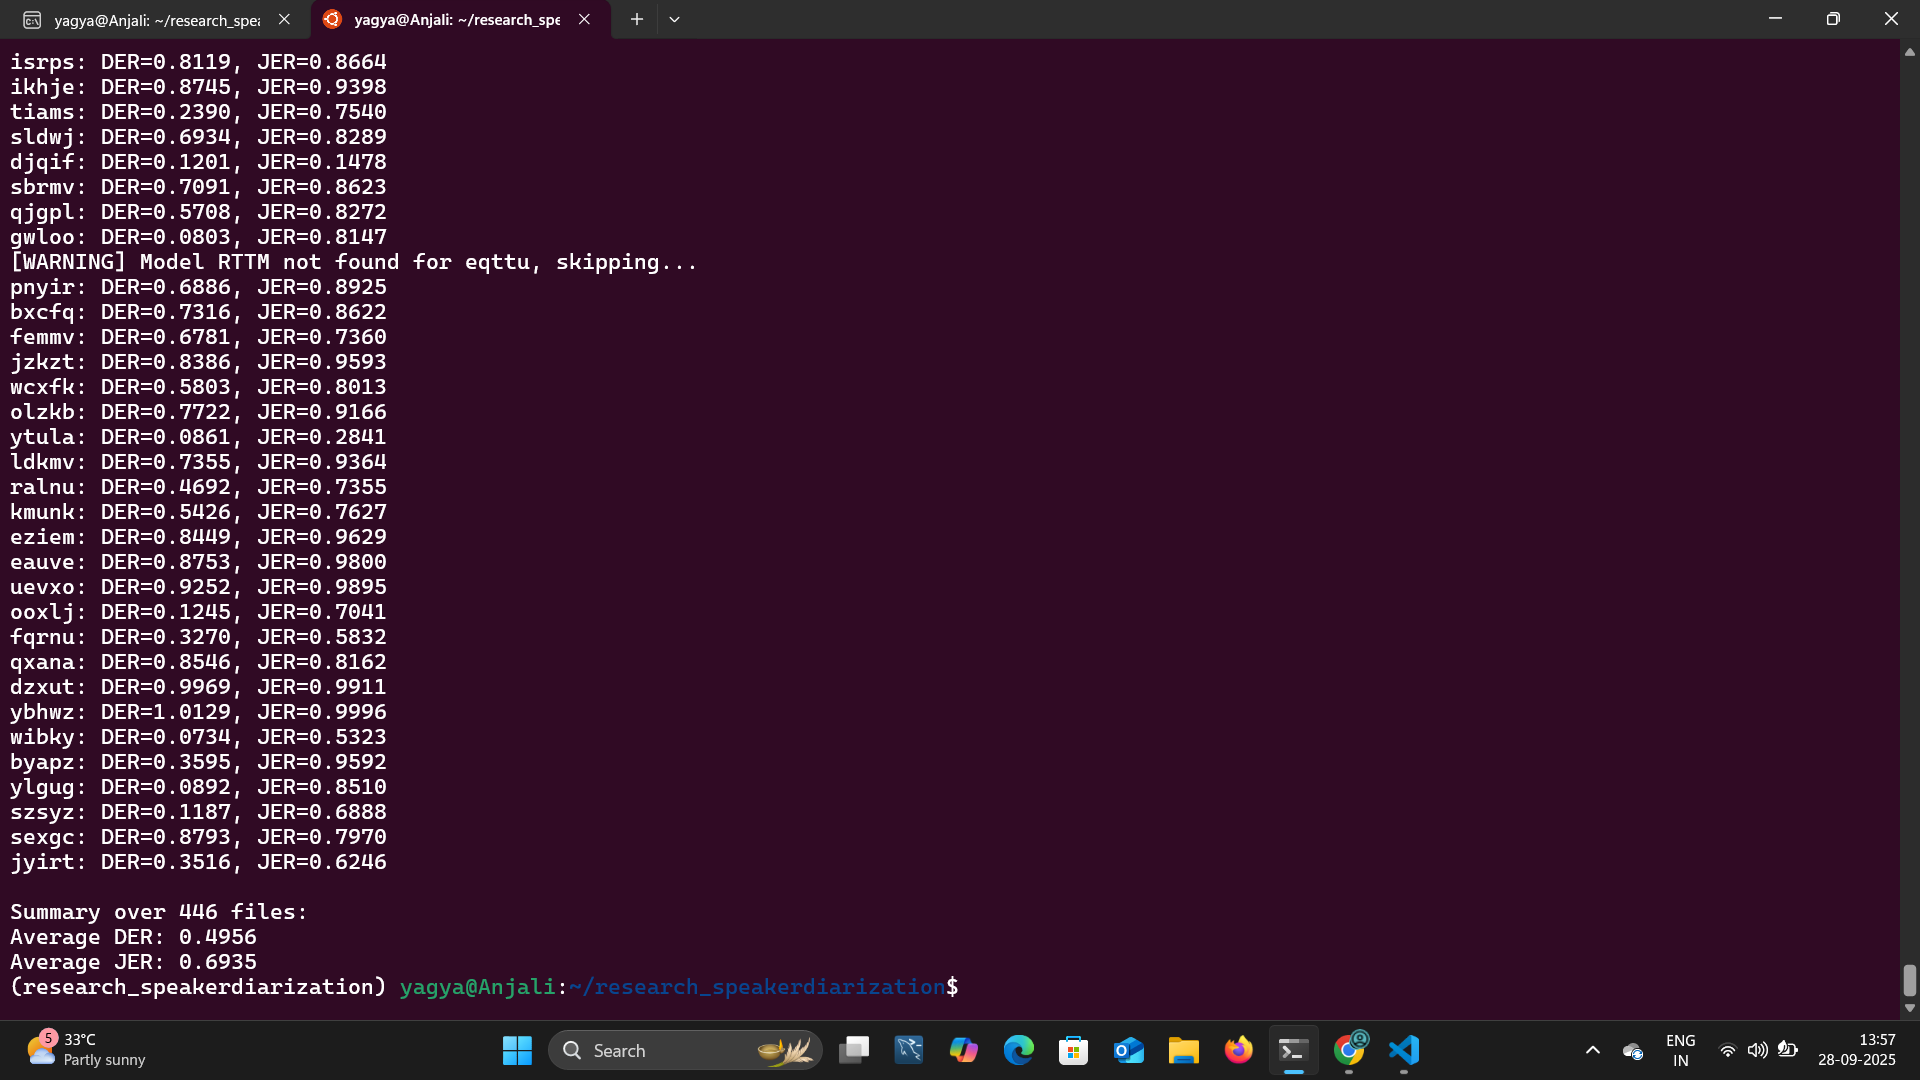 yagya@Anjali: ~/research_spea
yagya@Anjali: ~/research_spe
isrps: DER=0.8119, JER=0.8664
ikhje: DER=0.8745, JER=0.9398
tiams: DER=0.2390, JER=0.7540
sldwj: DER=0.6934, JER=0.8289
djqif: DER=0.1201, JER=0.1478
sbrmv: DER=0.7091, JER=0.8623
qjgpl: DER=0.5708, JER=0.8272
gwloo: DER=0.0803, JER=0.8147
[WARNING] Model RTTM not found for eqttu, skipping...
pnyir: DER=0.6886, JER=0.8925
bxcfq: DER=0.7316, JER=0.8622
femmv: DER=0.6781, JER=0.7360
jzkzt: DER=0.8386, JER=0.9593
wcxfk: DER=0.5803, JER=0.8013
olzkb: DER=0.7722, JER=0.9166
ytula: DER=0.0861, JER=0.2841
ldkmv: DER=0.7355, JER=0.9364
ralnu: DER=0.4692, JER=0.7355
kmunk: DER=0.5426, JER=0.7627
eziem: DER=0.8449, JER=0.9629
eauve: DER=0.8753, JER=0.9800
uevxo: DER=0.9252, JER=0.9895
ooxlj: DER=0.1245, JER=0.7041
fqrnu: DER=0.3270, JER=0.5832
qxana: DER=0.8546, JER=0.8162
dzxut: DER=0.9969, JER=0.9911
ybhwz: DER=1.0129, JER=0.9996
wibky: DER=0.0734, JER=0.5323
byapz: DER=0.3595, JER=0.9592
ylgug: DER=0.0892, JER=0.8510
szsyz: DER=0.1187, JER=0.6888
sexgc: DER=0.8793, JER=0.7970
jyirt: DER=0.3516, JER=0.6246
Summary over 446 files:
Average DER: 0.4956
Average JER: 0.6935
(research_speakerdiarization) yagya@Anjali:~/research_speakerdiarization$
5
33°C
Partly sunny
Search
ENG
IN
13:57
28-09-2025